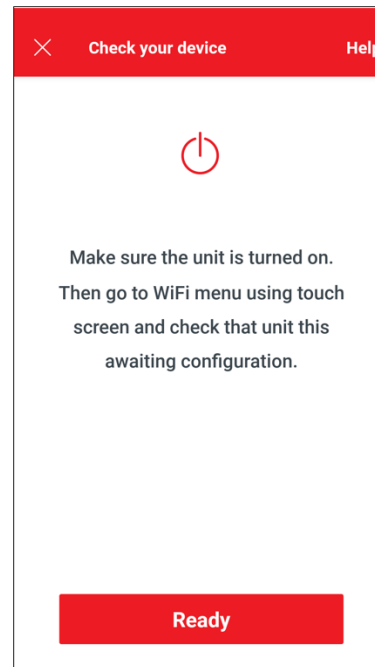 Check your device
Help
Make sure the unit is turned on.
Then go to WiFi menu using touch
screen and check that unit this
awaiting configuration.
Ready